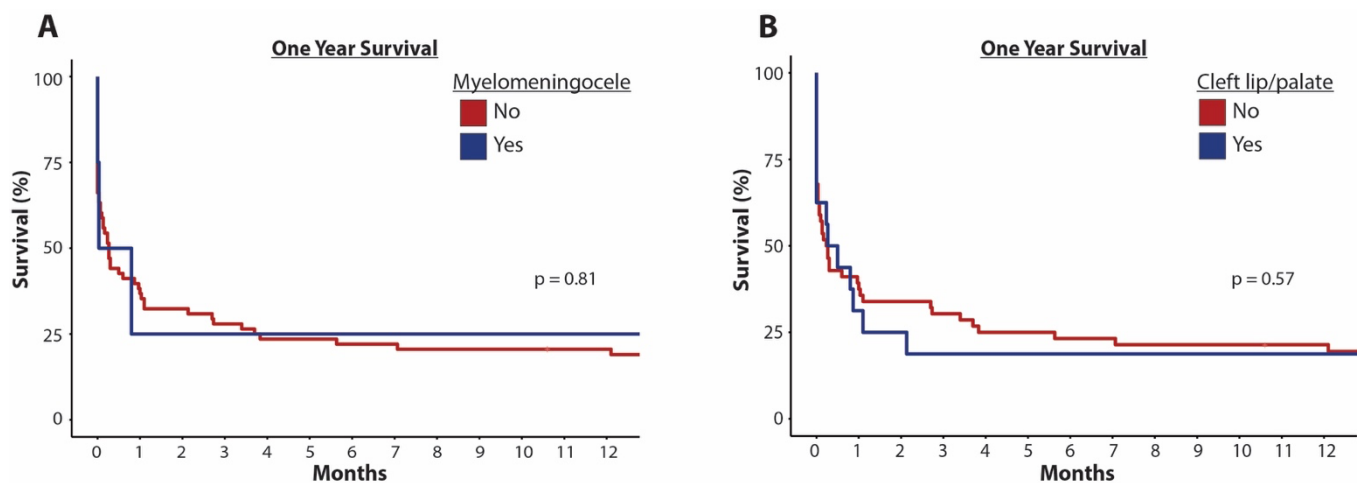 A
One Year Survival
Myelomeningocele
No
Yes
100
75
50
25
0
Survival (%)
p = 0.81
0 1 2 3 4 5 6 7 8 9 10 11 12
Months
B
One Year Survival
Cleft lip/palate
No
Yes
100
75
50
25
0
Survival (%)
p = 0.57
0 1 2 3 4 5 6 7 8 9 10 11 12
Months